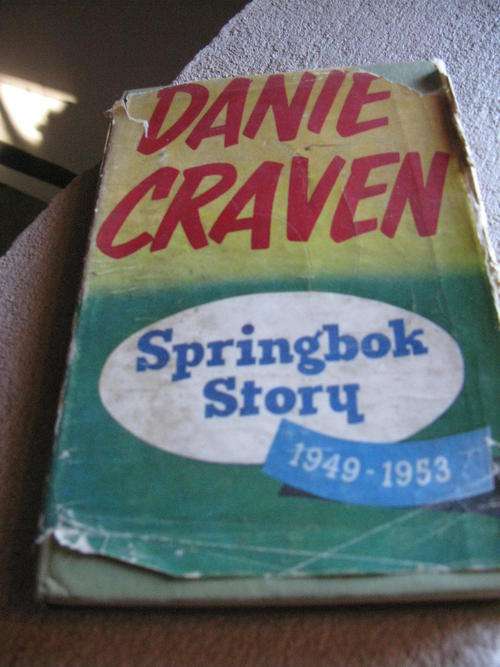 DANIE
CRAVEN
Springbok
Story
1949-1953